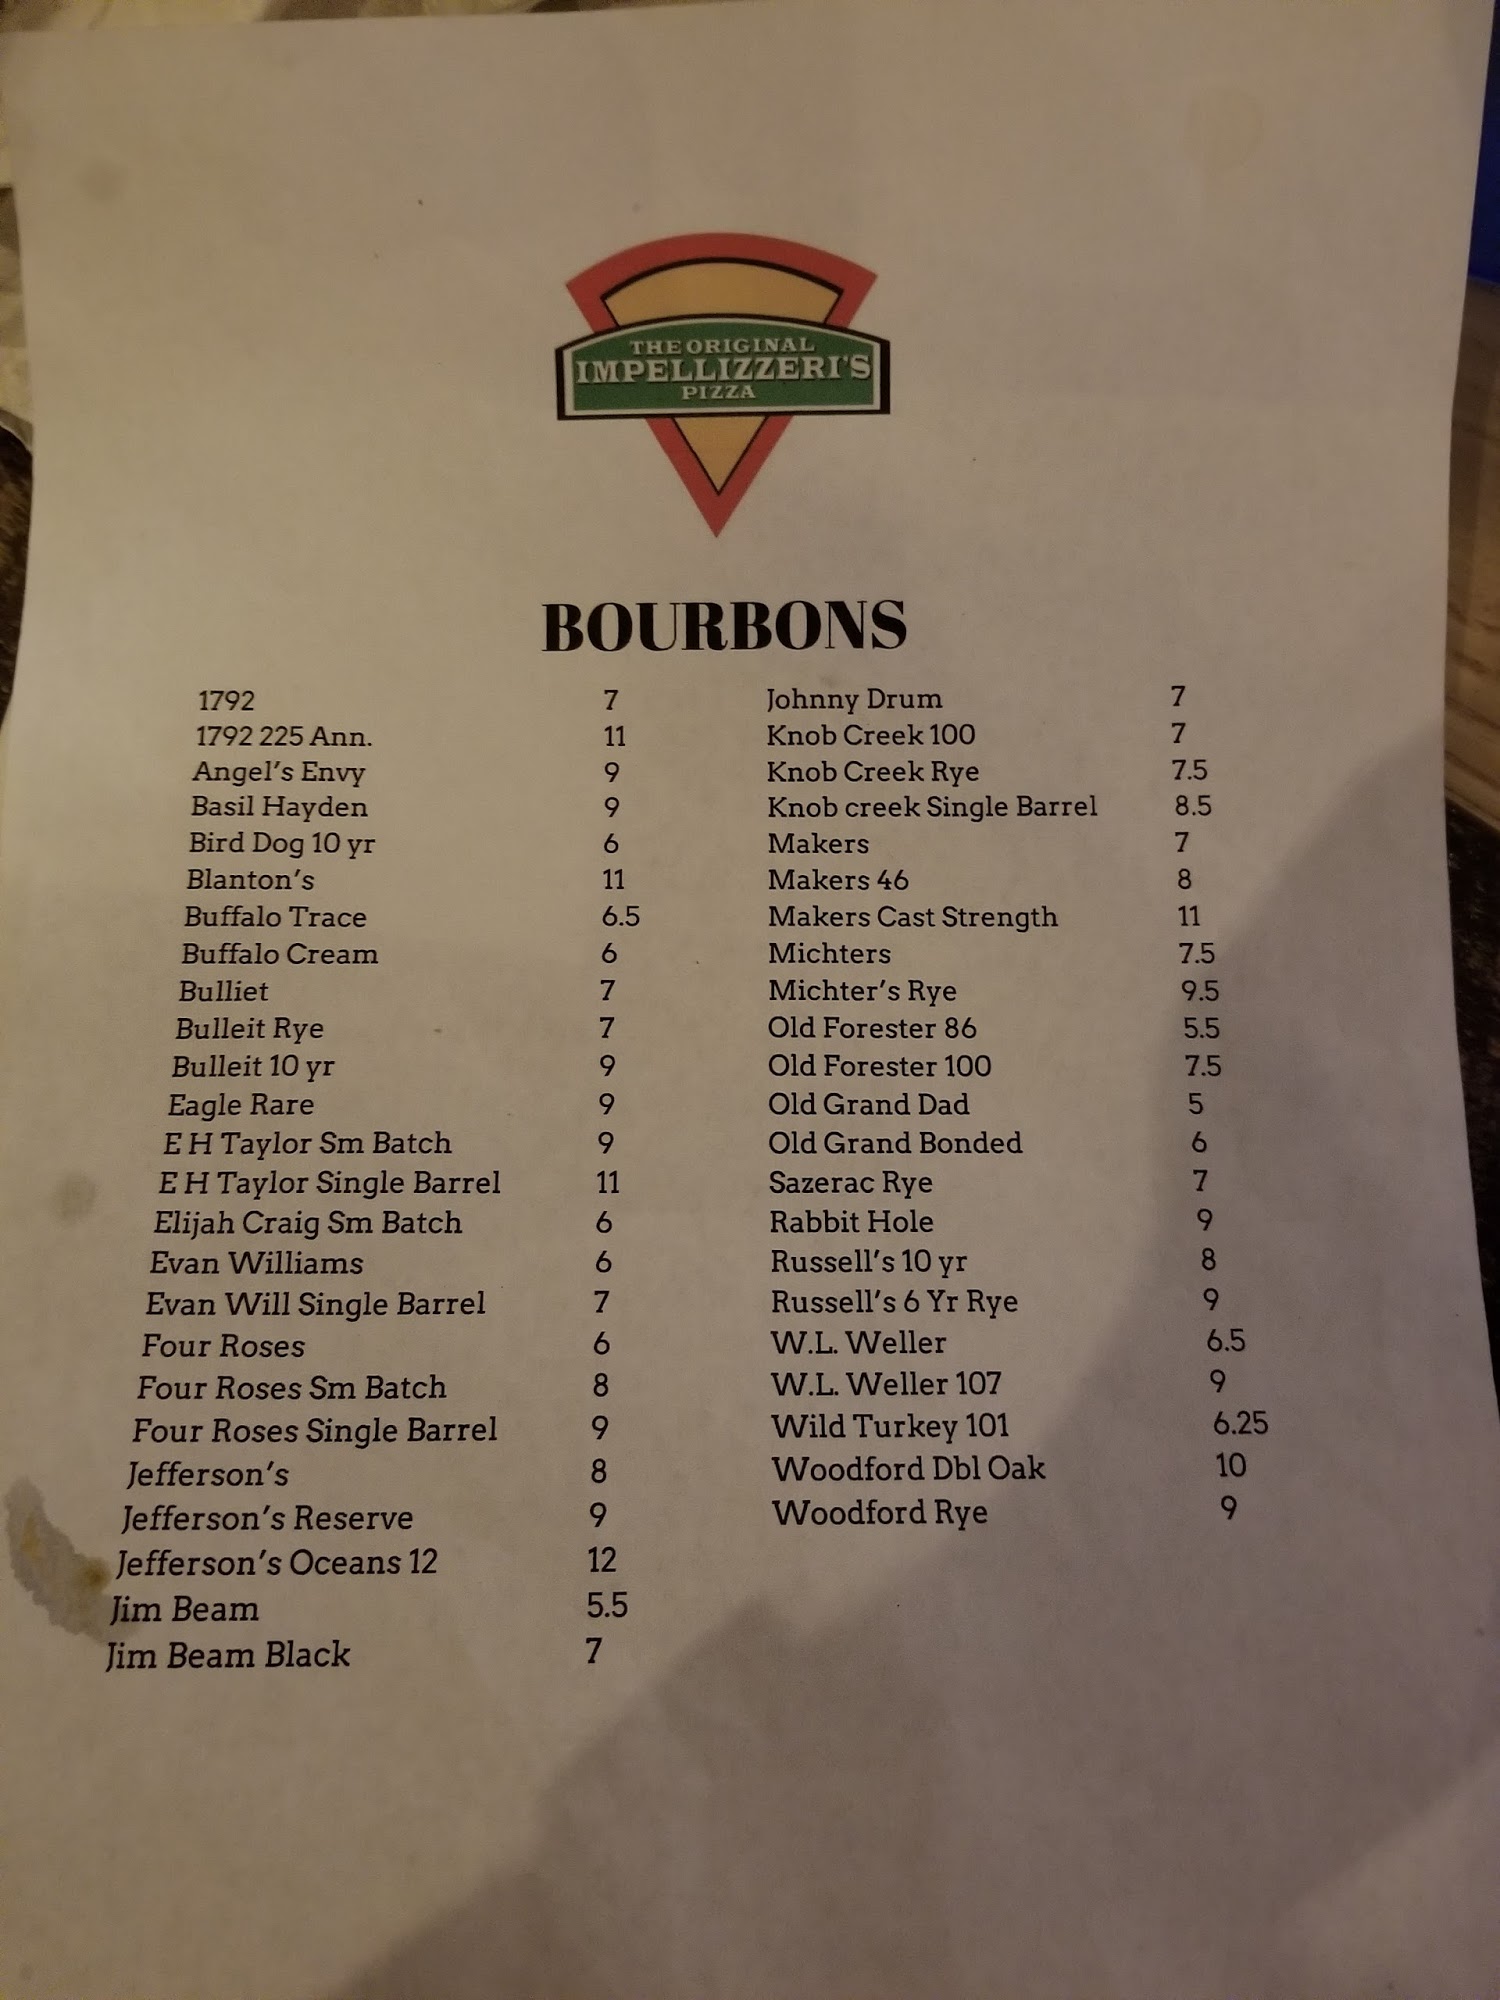 THE ORIGINAL
IMPELLIZZERI'S
PIZZA
BOURBONS
1792 7
1792 225 Ann. 11
Angel's Envy 9
Basil Hayden 9
Bird Dog 10 yr 6
Blanton's 11
Buffalo Trace 6.5
Buffalo Cream 6
Bulliet 7
Bulleit Rye 7
Bulleit 10 yr 9
Eagle Rare 9
E H Taylor Sm Batch 9
E H Taylor Single Barrel 11
Elijah Craig Sm Batch 6
Evan Williams 6
Evan Will Single Barrel 7
Four Roses 6
Four Roses Sm Batch 8
Four Roses Single Barrel 9
Jefferson's 8
Jefferson's Reserve 9
Jefferson's Oceans 12 12
Jim Beam 5.5
Jim Beam Black 7
Johnny Drum 7
Knob Creek 100 7
Knob Creek Rye 7.5
Knob creek Single Barrel 8.5
Makers 7
Makers 46 8
Makers Cast Strength 11
Michters 7.5
Michter's Rye 9.5
Old Forester 86 5.5
Old Forester 100 7.5
Old Grand Dad 5
Old Grand Bonded 6
Sazerac Rye 7
Rabbit Hole 9
Russell's 10 yr 8
Russell's 6 Yr Rye 9
W.L. Weller 6.5
W.L. Weller 107 9
Wild Turkey 101 6.25
Woodford Dbl Oak 10
Woodford Rye 9